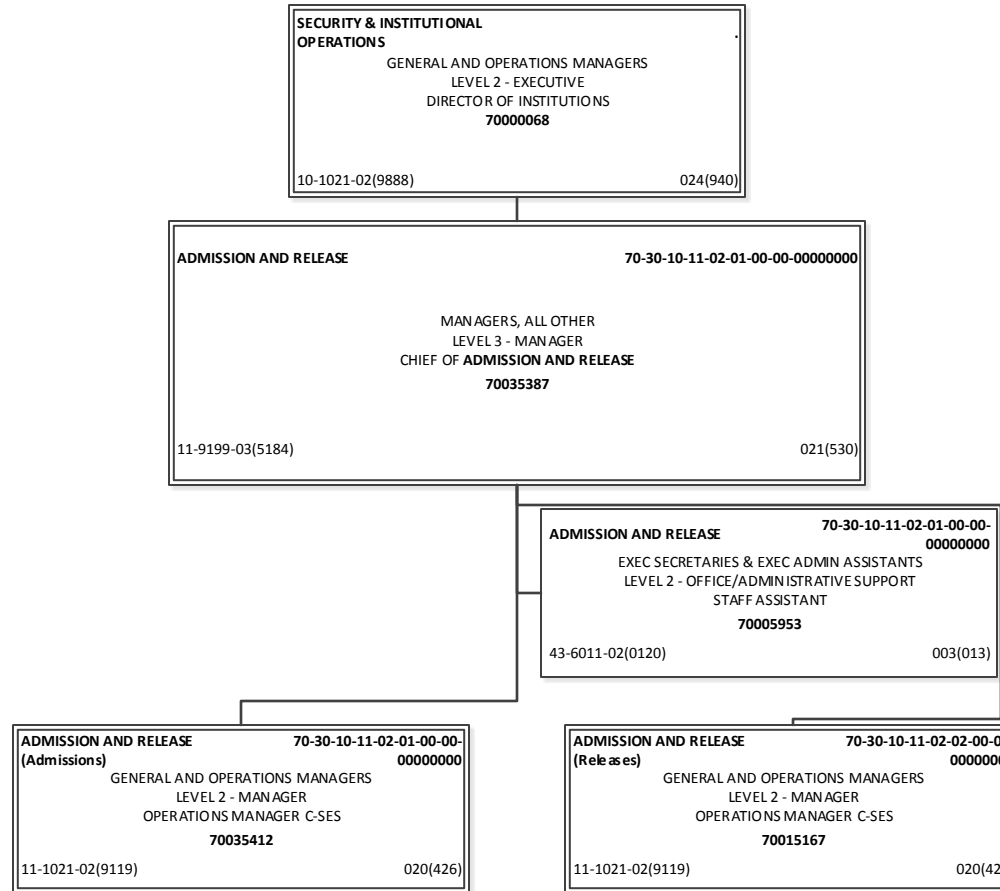 SECURITY & INSTITUTIONAL
OPERATIONS
.
GENERAL AND OPERATIONS MANAGERS
LEVEL 2 - EXECUTIVE
DIRECTOR OF INSTITUTIONS
70000068
10-1021-02(9888) 024(940)
ADMISSION AND RELEASE 70-30-10-11-02-01-00-00-00000000
MANAGERS, ALL OTHER
LEVEL 3 - MANAGER
CHIEF OF ADMISSION AND RELEASE
70035387
11-9199-03(5184) 021(530)
ADMISSION AND RELEASE 70-30-10-11-02-01-00-00-
00000000
EXEC SECRETARIES & EXEC ADMIN ASSISTANTS
LEVEL 2 - OFFICE/ADMINISTRATIVE SUPPORT
STAFF ASSISTANT
70005953
43-6011-02(0120) 003(013)
ADMISSION AND RELEASE 70-30-10-11-02-01-00-00-
(Admissions) 00000000
GENERAL AND OPERATIONS MANAGERS
LEVEL 2 - MANAGER
OPERATIONS MANAGER C-SES
70035412
11-1021-02(9119) 020(426)
ADMISSION AND RELEASE
(Releases)
GENERAL AND OPERATIONS MANAGERS
LEVEL 2 - MANAGER
OPERATIONS MANAGER C-SES
70015167
11-1021-02(9119)